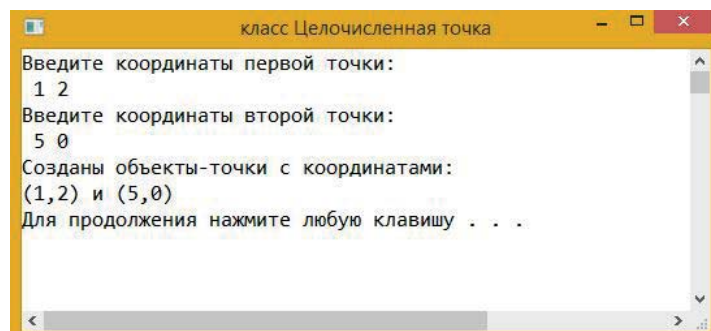 класс Целочисленная точка
Введите координаты первой точки:
1 2
Введите координаты второй точки:
5 0
Созданы объекты-точки с координатами:
(1,2) и (5,0)
Для продолжения нажмите любую клавишу . . .